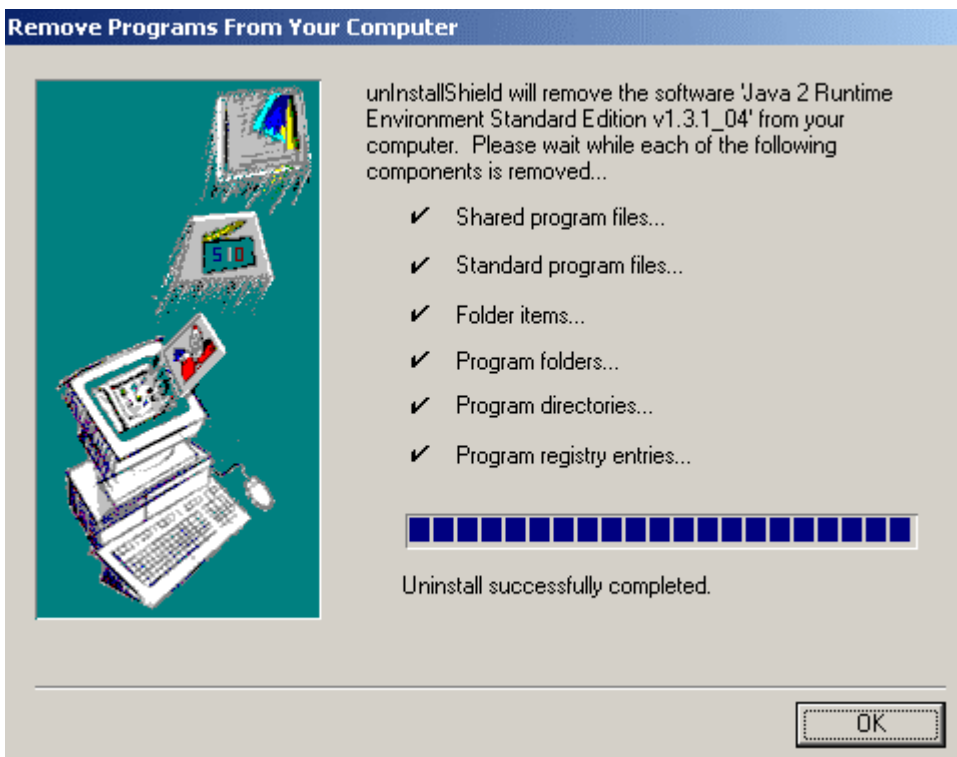 Remove Programs From Your Computer
unInstallShield will remove the software 'Java 2 Runtime
Environment Standard Edition v1.3.1_04' from your
computer.  Please wait while each of the following
components is removed...
✔ Shared program files...
✔ Standard program files...
✔ Folder items...
✔ Program folders...
✔ Program directories...
✔ Program registry entries...
Uninstall successfully completed.
OK